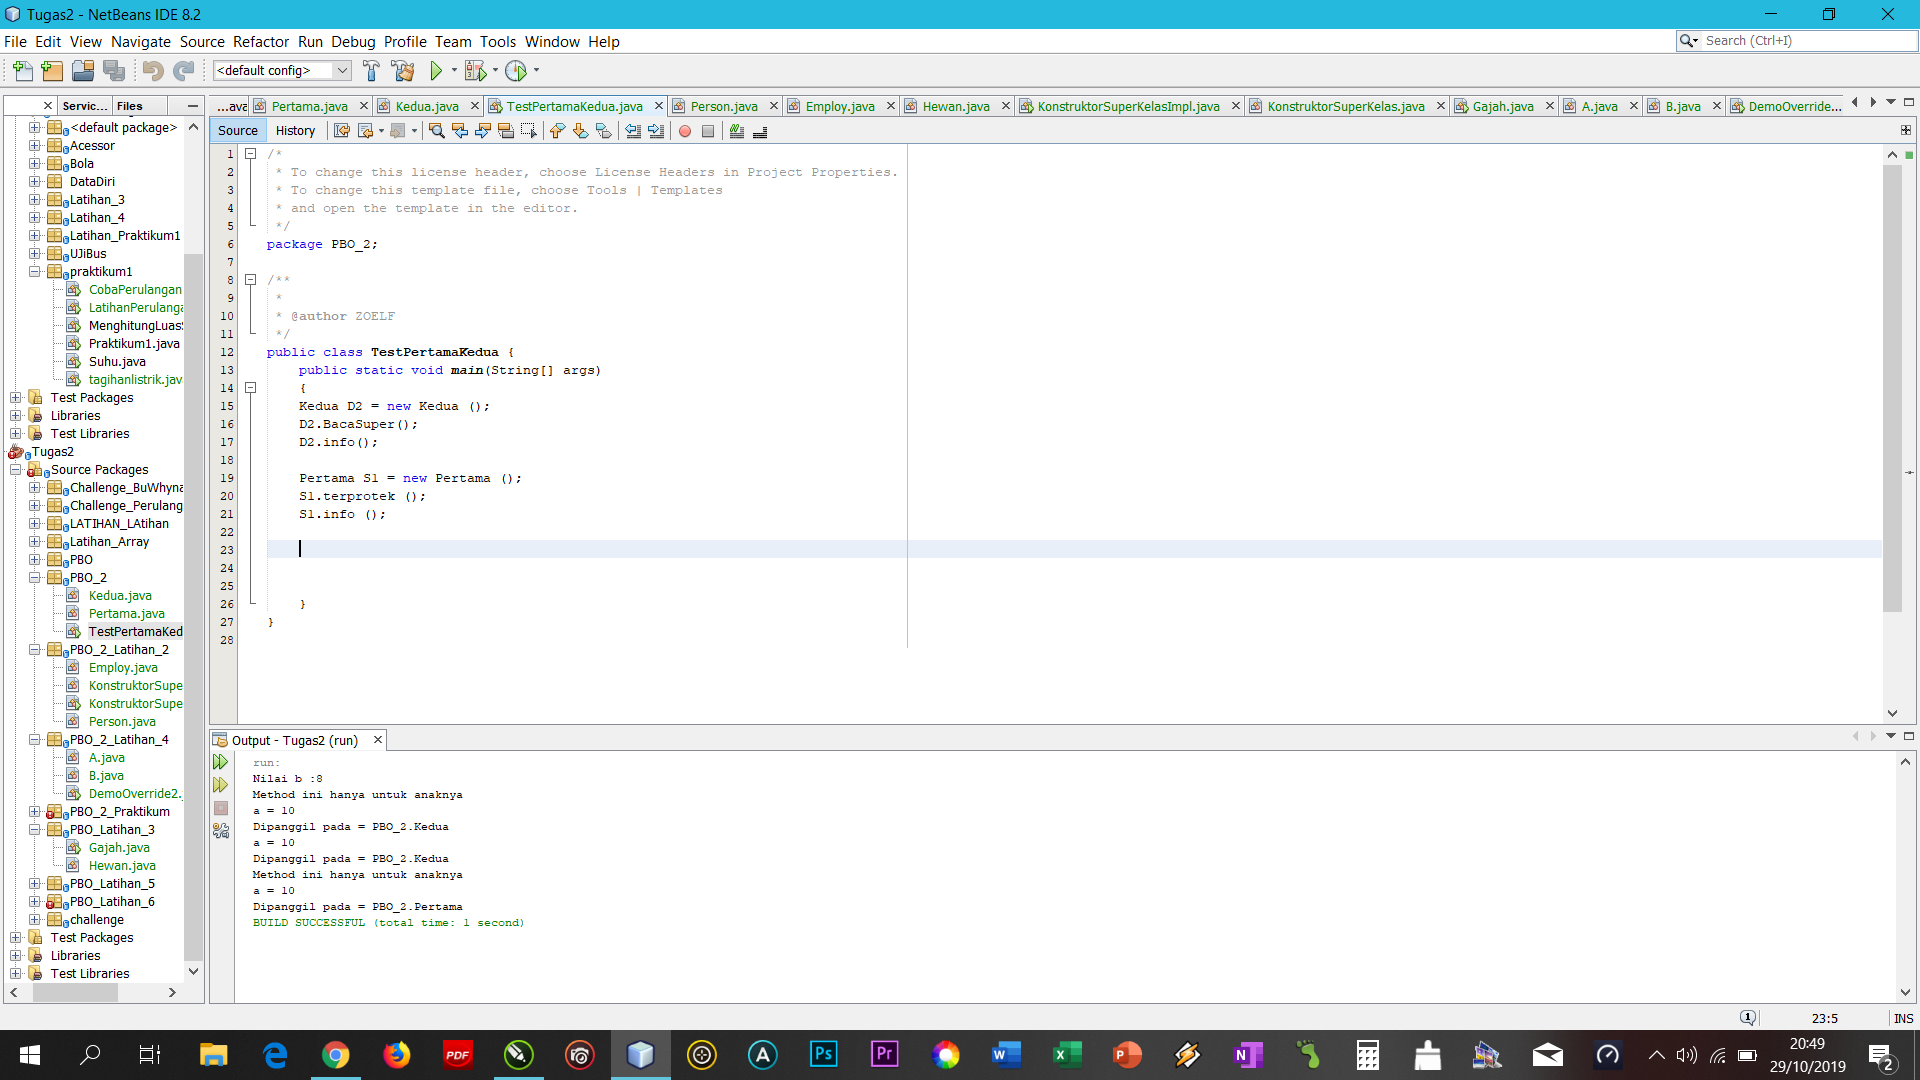 Tugas2 - NetBeans IDE 8.2
File Edit View Navigate Source Refactor Run Debug Profile Team Tools Window Help
Search (Ctrl+I)
<default config>
Servic... Files
...ava Pertama.java Kedua.java TestPertamaKedua.java Person.java Employ.java Hewan.java KonstruktorSuperKelasImpl.java KonstruktorSuperKelas.java Gajah.java A.java B.java DemoOverride...
Source History
<default package>
Acessor
Bola
DataDiri
Latihan_3
Latihan_4
Latihan_Praktikum1
UJiBus
praktikum1
CobaPerulangan
LatihanPerulanga
MenghitungLuas
Praktikum1.java
Suhu.java
tagihanlistrik.jav
Test Packages
Libraries
Test Libraries
Tugas2
Source Packages
Challenge_BuWhyna
Challenge_Perulang
LATIHAN_LAtihan
Latihan_Array
PBO
PBO_2
Kedua.java
Pertama.java
TestPertamaKed
PBO_2_Latihan_2
Employ.java
KonstruktorSupe
KonstruktorSupe
Person.java
PBO_2_Latihan_4
A.java
B.java
DemoOverride2.
PBO_2_Praktikum
PBO_Latihan_3
Gajah.java
Hewan.java
PBO_Latihan_5
PBO_Latihan_6
challenge
Test Packages
Libraries
Test Libraries
1 /*
2 * To change this license header, choose License Headers in Project Properties.
3 * To change this template file, choose Tools | Templates
4 * and open the template in the editor.
5 */
6 package PBO_2;
7
8 /**
9 *
10 * @author ZOELF
11 */
12 public class TestPertamaKedua {
13 public static void main(String[] args)
14 {
15 Kedua D2 = new Kedua ();
16 D2.BacaSuper();
17 D2.info();
18
19 Pertama S1 = new Pertama ();
20 S1.terprotek ();
21 S1.info ();
22
23
24
25
26 }
27 }
28
Output - Tugas2 (run)
run:
Nilai b :8
Method ini hanya untuk anaknya
a = 10
Dipanggil pada = PBO_2.Kedua
a = 10
Dipanggil pada = PBO_2.Kedua
Method ini hanya untuk anaknya
a = 10
Dipanggil pada = PBO_2.Pertama
BUILD SUCCESSFUL (total time: 1 second)
1 23:5 INS
PDF Ps Pr
20:49
29/10/2019
2